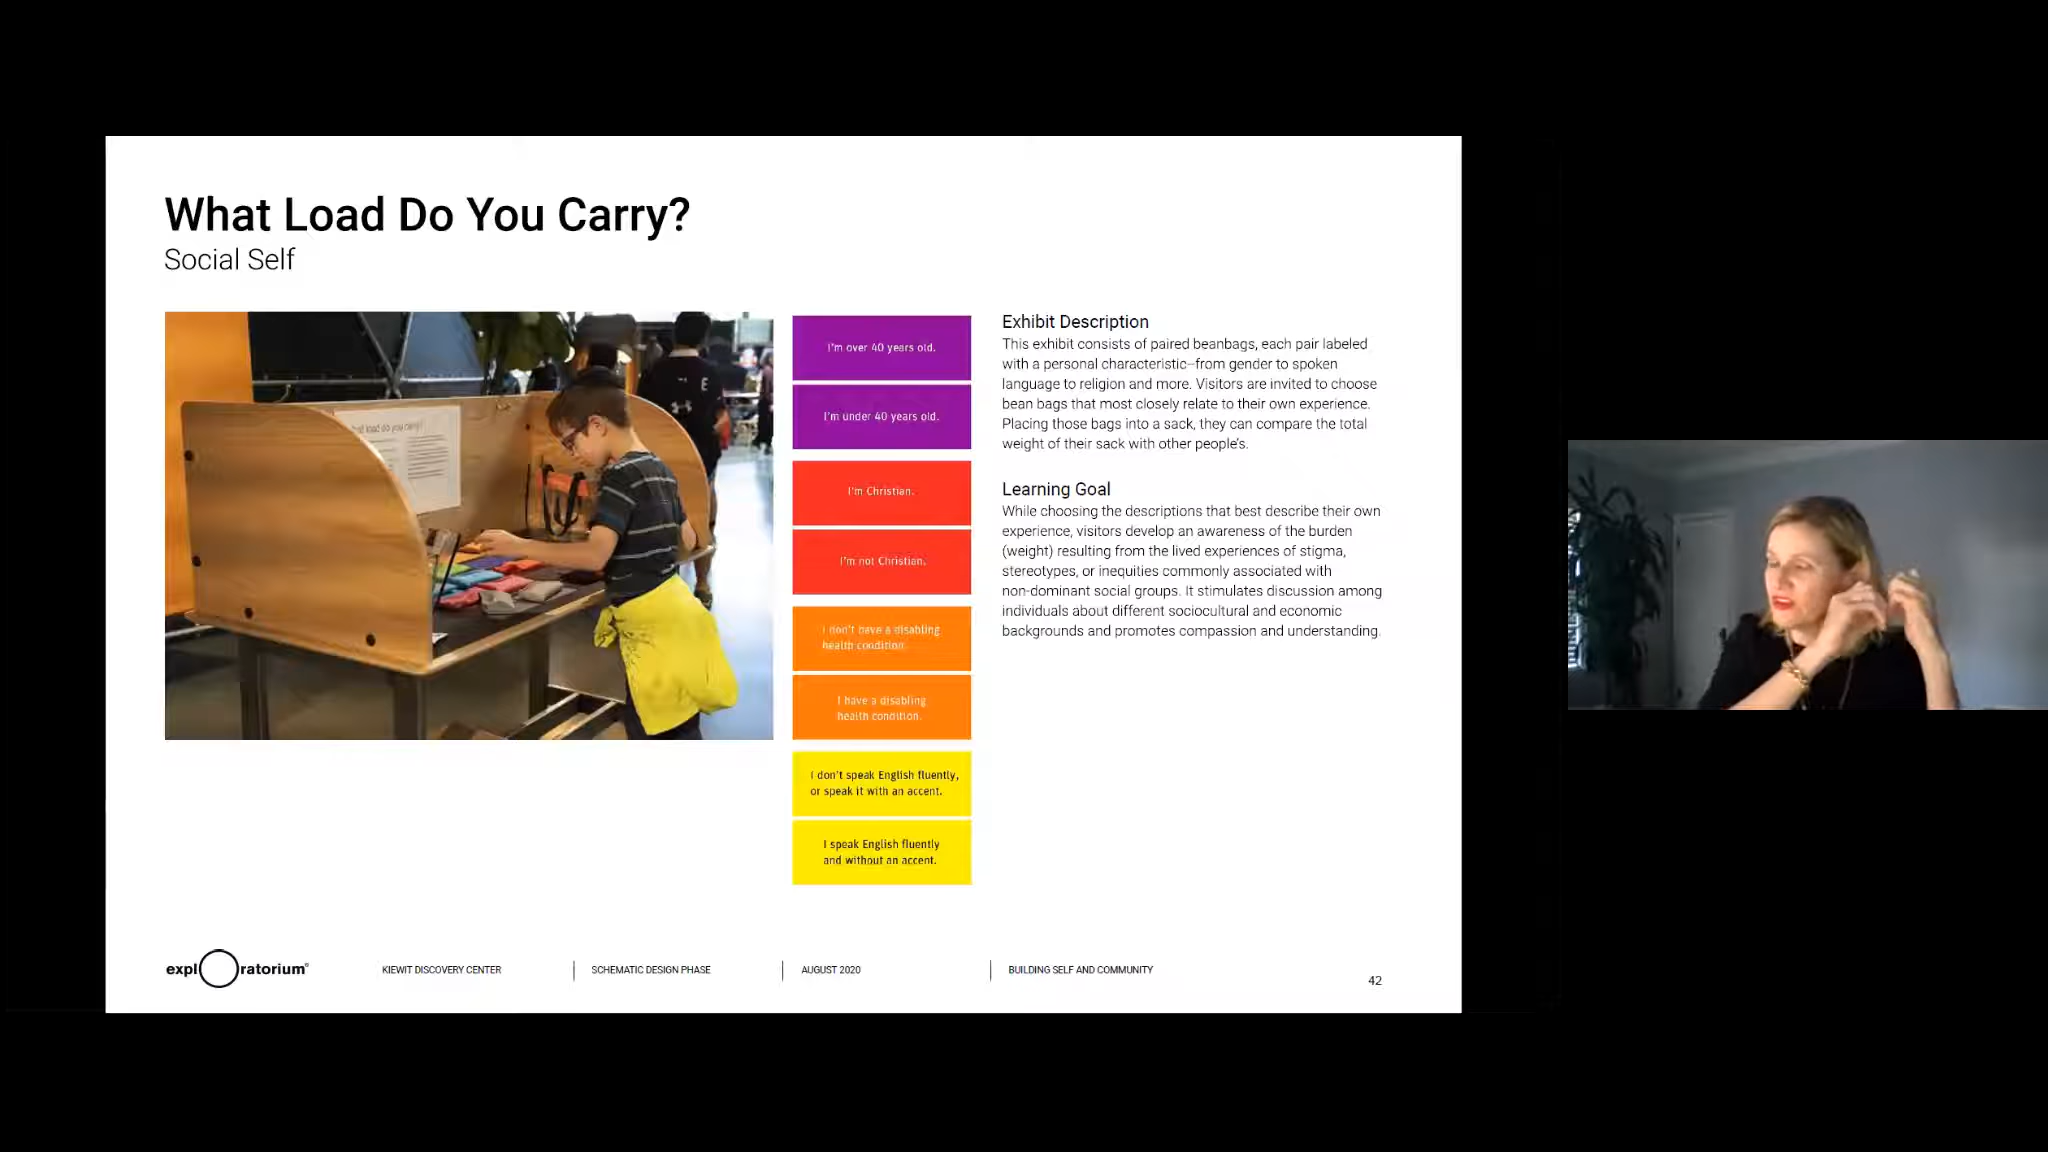 What Load Do You Carry?
Social Self
I'm over 40 years old.
I'm under 40 years old.
I'm Christian.
I'm not Christian.
I don't have a disabling
health condition.
I have a disabling
health condition.
I don't speak English fluently,
or speak it with an accent.
I speak English fluently
and without an accent.
Exhibit Description
This exhibit consists of paired beanbags, each pair labeled
with a personal characteristic–from gender to spoken
language to religion and more. Visitors are invited to choose
bean bags that most closely relate to their own experience.
Placing those bags into a sack, they can compare the total
weight of their sack with other people's.
Learning Goal
While choosing the descriptions that best describe their own
experience, visitors develop an awareness of the burden
(weight) resulting from the lived experiences of stigma,
stereotypes, or inequities commonly associated with
non-dominant social groups. It stimulates discussion among
individuals about different sociocultural and economic
backgrounds and promotes compassion and understanding.
load do you carry?
E
expl ratorium®
KIEWIT DISCOVERY CENTER
SCHEMATIC DESIGN PHASE
AUGUST 2020
BUILDING SELF AND COMMUNITY
42